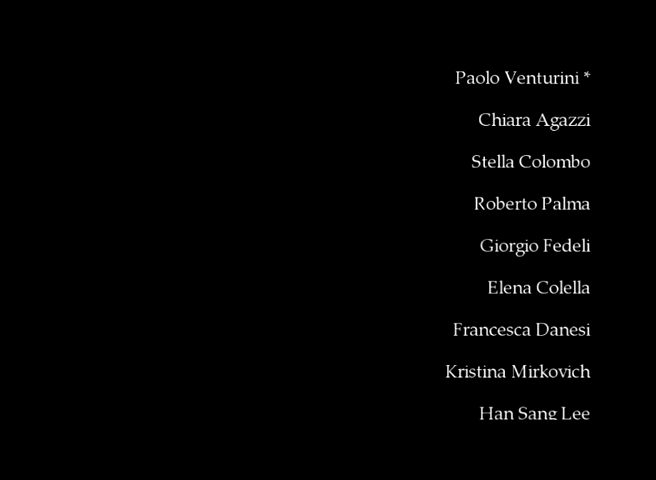 Paolo Venturini *
Chiara Agazzi
Stella Colombo
Roberto Palma
Giorgio Fedeli
Elena Colella
Francesca Danesi
Kristina Mirkovich
Han Sang Lee